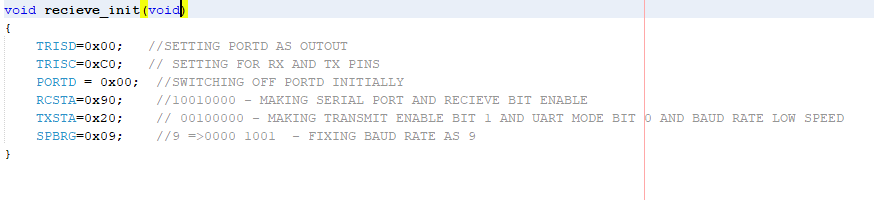 void recieve_init(void)
{
TRISD=0x00; //SETTING PORTD AS OUTOUT
TRISC=0xC0; // SETTING FOR RX AND TX PINS
PORTD = 0x00; //SWITCHING OFF PORTD INITIALLY
RCSTA=0x90; //10010000 - MAKING SERIAL PORT AND RECIEVE BIT ENABLE
TXSTA=0x20; // 00100000 - MAKING TRANSMIT ENABLE BIT 1 AND UART MODE BIT 0 AND BAUD RATE LOW SPEED
SPBRG=0x09; //9 =>0000 1001 - FIXING BAUD RATE AS 9
}